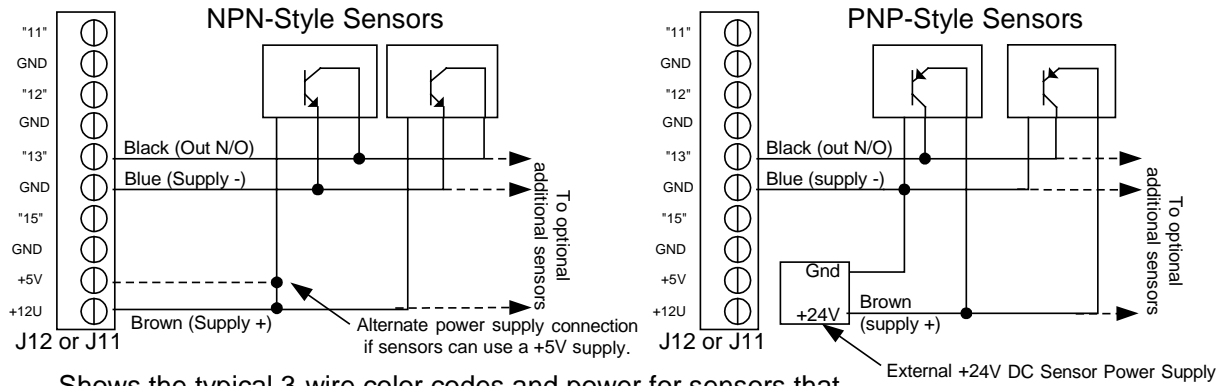 NPN-Style Sensors
"11"
GND
"12"
GND
"13"
GND
"15"
GND
+5V
+12U
J12 or J11
Black (Out N/O)
Blue (Supply -)
Brown (Supply +)
To optional
additional sensors
Alternate power supply connection
if sensors can use a +5V supply.
PNP-Style Sensors
"11"
GND
"12"
GND
"13"
GND
"15"
GND
+5V
+12U
J12 or J11
Black (out N/O)
Blue (supply -)
Gnd
+24V
Brown
(supply +)
To optional
additional sensors
External +24V DC Sensor Power Supply
Shows the typical 3-wire color codes and power for sensors that